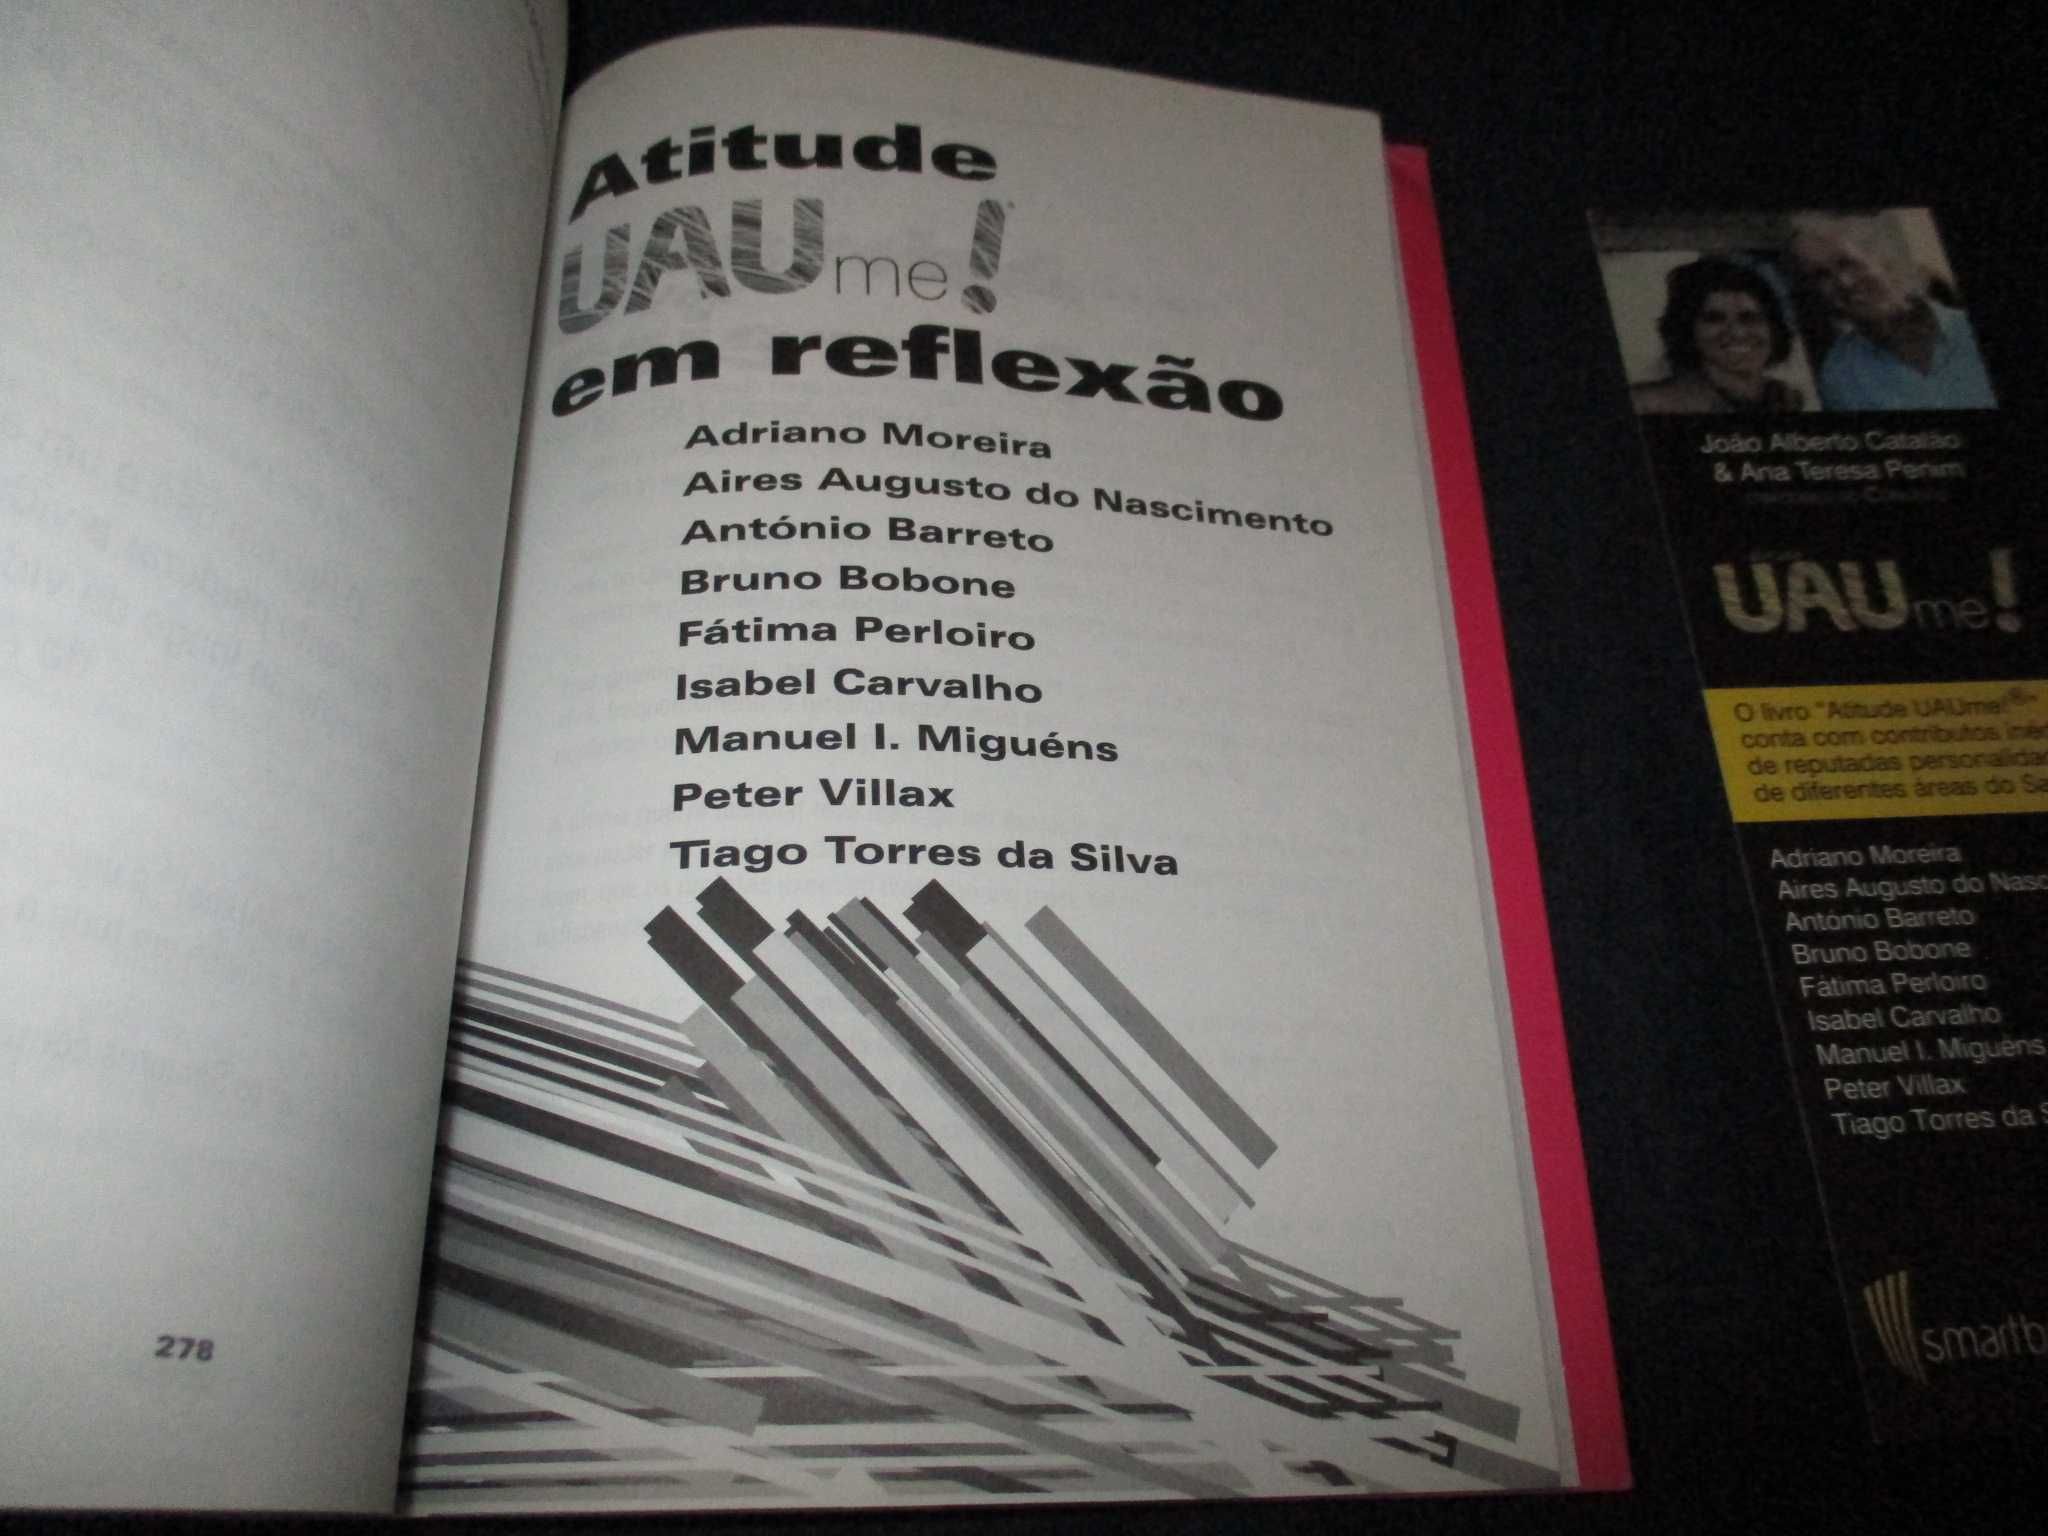 Atitude
UAUme!
em reflexão
Adriano Moreira
Aires Augusto do Nascimento
António Barreto
Bruno Bobone
Fátima Perloiro
Isabel Carvalho
Manuel I. Miguéns
Peter Villax
Tiago Torres da Silva
278
João Alberto Catalão
& Ana Teresa Penim
UAUme!
O livro "Atitude UAUme!®"
conta com contributos
de reputadas
de diferentes áreas do
Adriano Moreira
Aires Augusto do
António Barreto
Bruno Bobone
Fátima Perloiro
Isabel Carvalho
Manuel I. Miguéns
Peter Villax
Tiago Torres da
smartb